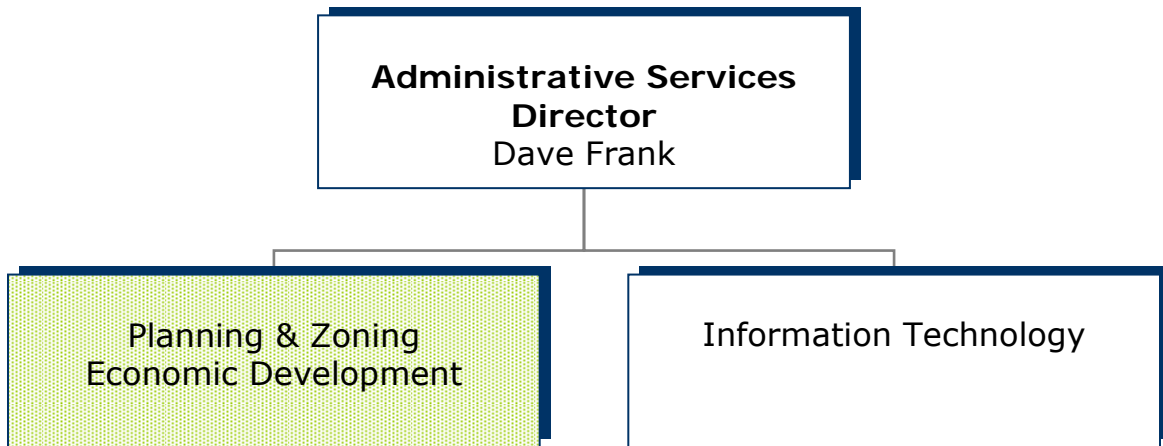 Administrative Services
Director
Dave Frank
Planning & Zoning
Economic Development
Information Technology